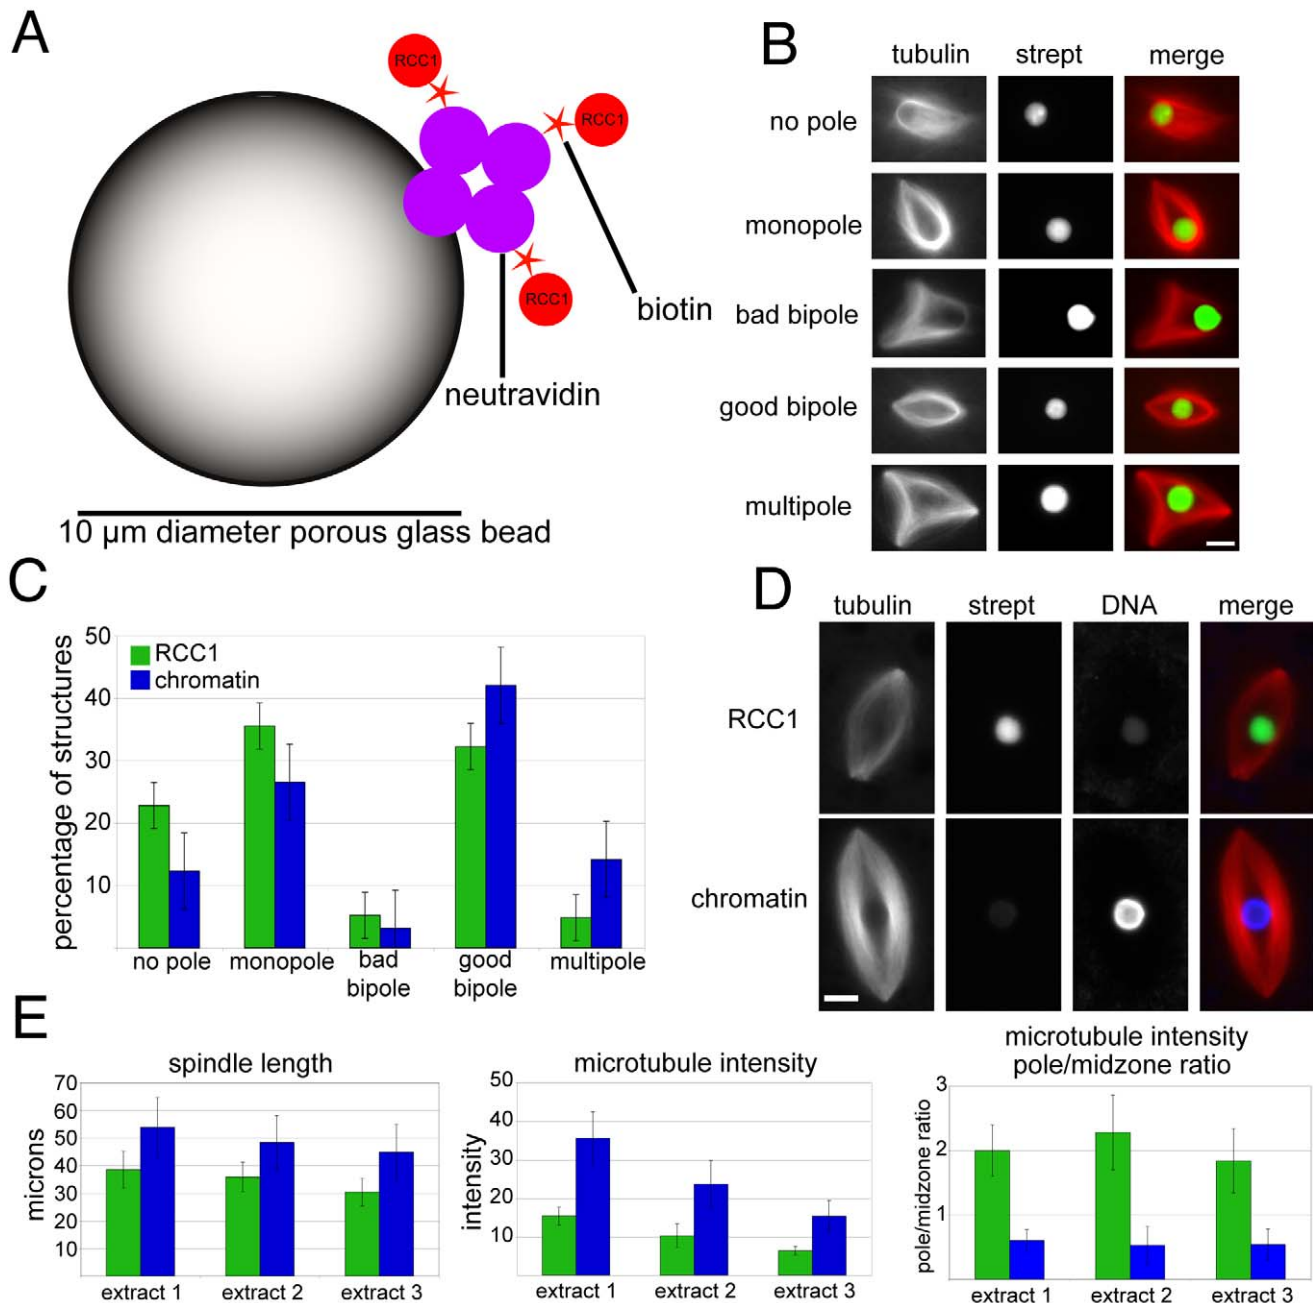 A
RCC1
RCC1
RCC1
biotin
neutravidin
10 µm diameter porous glass bead
B
tubulin strept merge
no pole
monopole
bad bipole
good bipole
multipole
C
percentage of structures
50
40
30
20
10
RCC1
chromatin
no pole monopole bad bipole good bipole multipole
D
tubulin strept DNA merge
RCC1
chromatin
E
spindle length
microns
70
60
50
40
30
20
10
extract 1 extract 2 extract 3
microtubule intensity
intensity
50
40
30
20
10
extract 1 extract 2 extract 3
microtubule intensity
pole/midzone ratio
pole/midzone ratio
3
2
1
extract 1 extract 2 extract 3